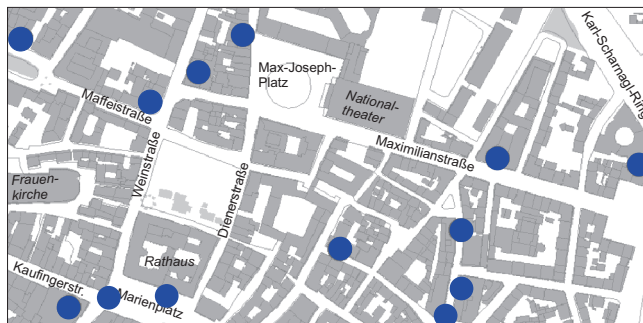 Karl-Scharnagl-Ring
Max-Joseph-
Platz
National-
theater
Maffeistraße
Maximilianstraße
Weinstraße
Dienerstraße
Frauen-
kirche
Rathaus
Kaufingerstr.
Marienplatz